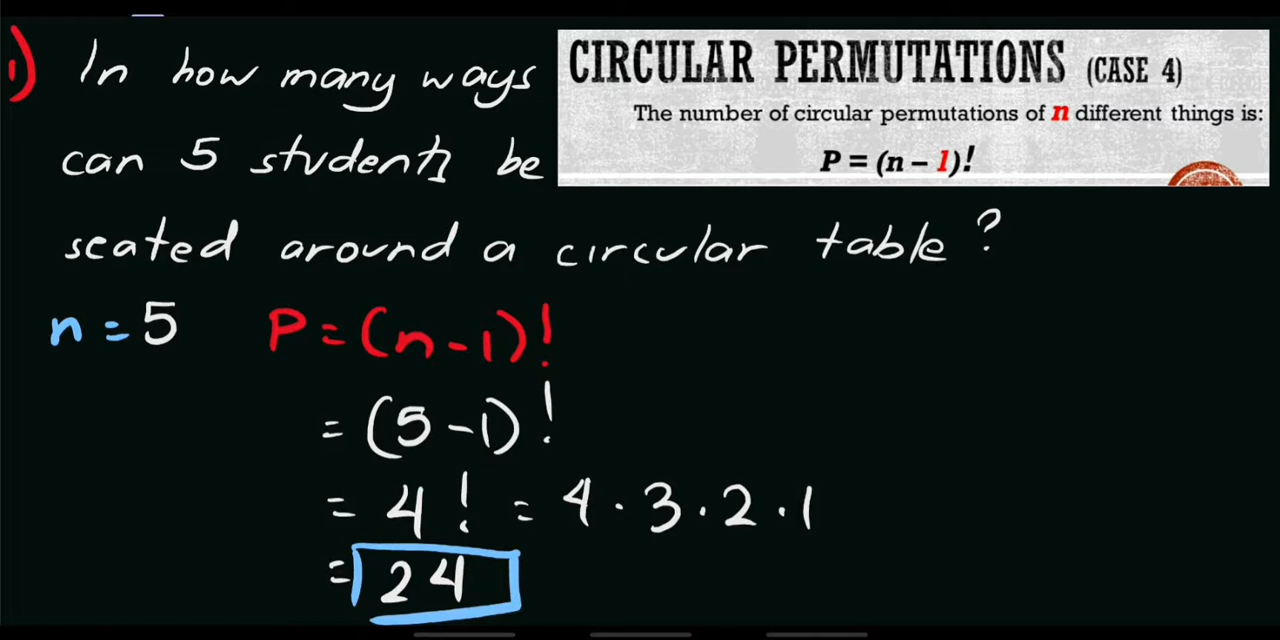 1) In how many ways
can 5 students be
seated around a circular table?
CIRCULAR PERMUTATIONS (CASE 4)
The number of circular permutations of n different things is:
P = (n – 1)!
n = 5 P = (n - 1)!
= (5 - 1)!
= 4! = 4 · 3 · 2 · 1
= 24